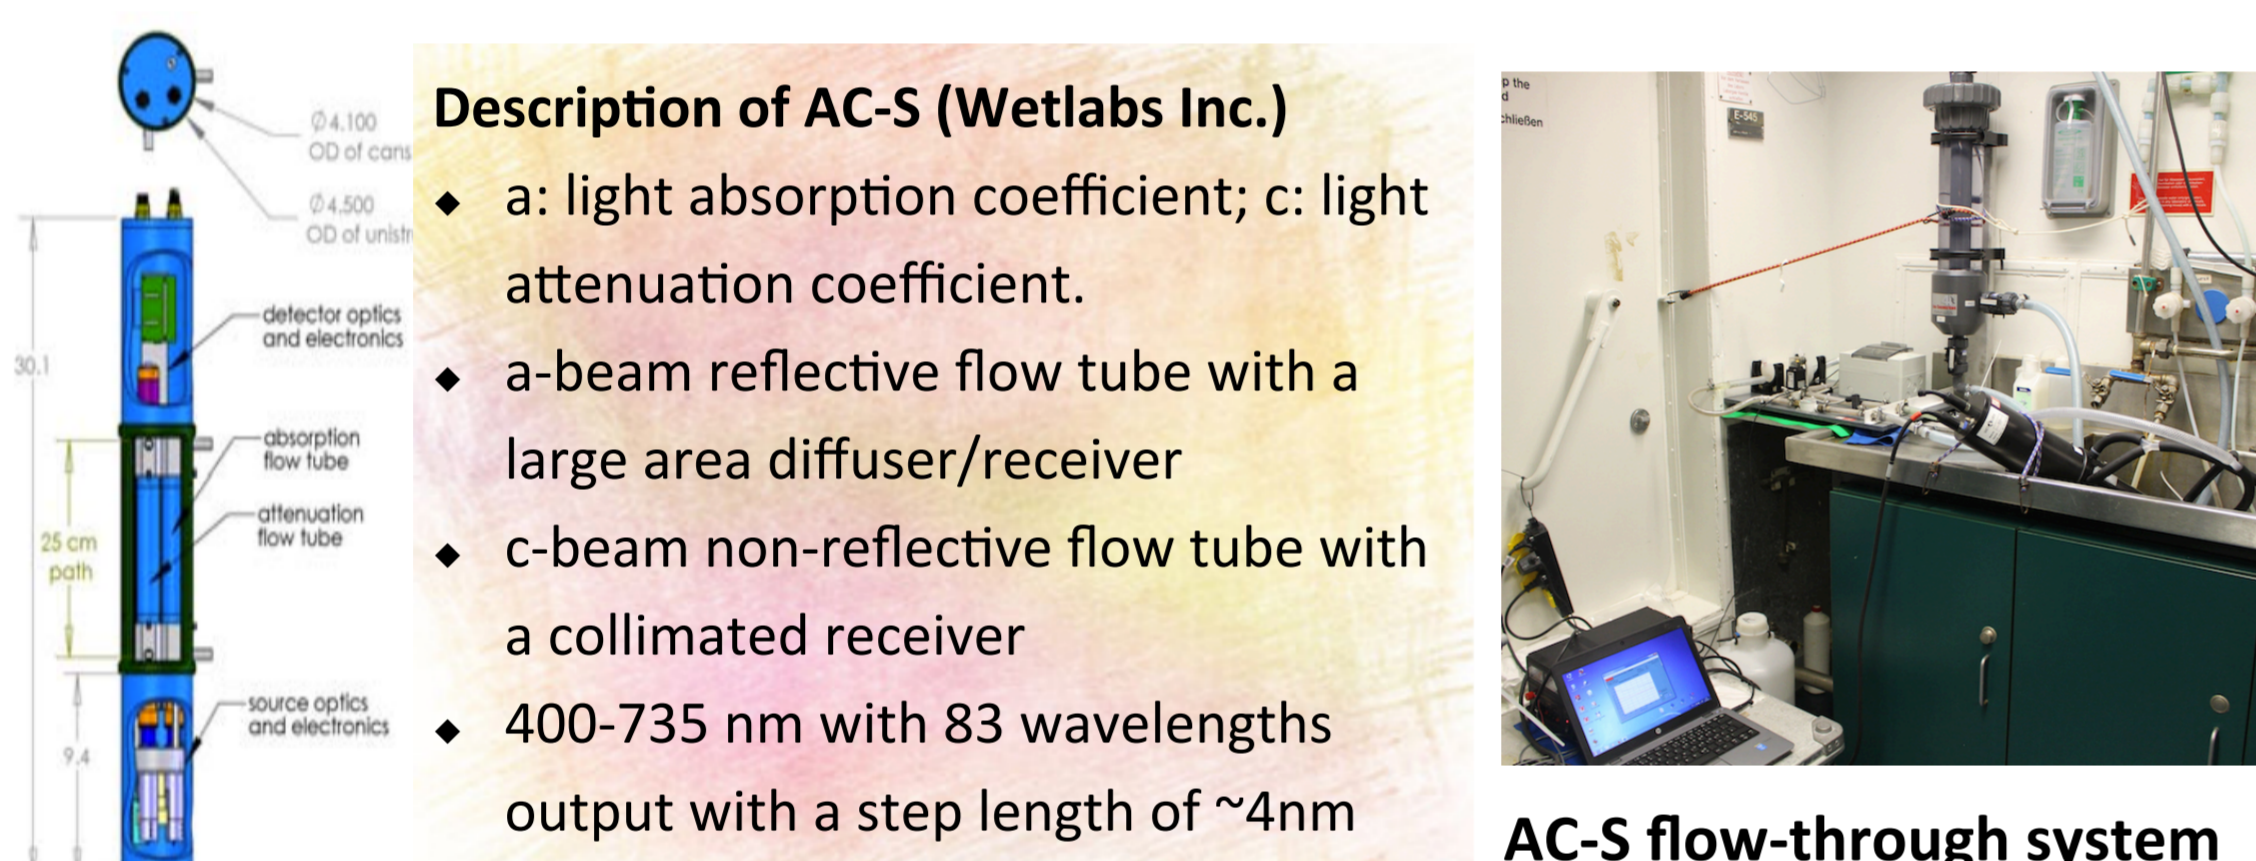 Ø4.100
OD of cans
Ø4.500
OD of unistr
detector optics
and electronics
30.1
absorption
flow tube
attenuation
flow tube
25 cm
path
source optics
and electronics
9.4
Description of AC-S (Wetlabs Inc.)
◆ a: light absorption coefficient; c: light
attenuation coefficient.
◆ a-beam reflective flow tube with a
large area diffuser/receiver
◆ c-beam non-reflective flow tube with
a collimated receiver
◆ 400-735 nm with 83 wavelengths
output with a step length of ~4nm
p the
d
chließen
E-545
AC-S flow-through system